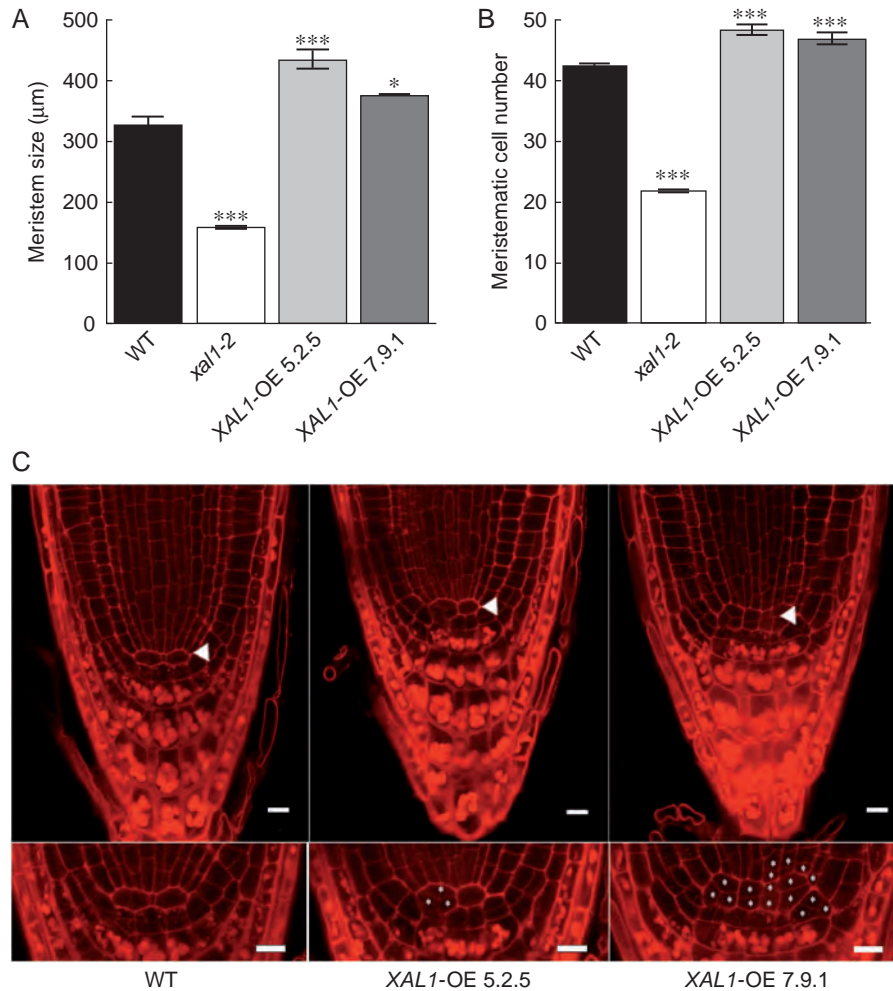 A
Meristem size (μm)
500
400
300
200
100
0
***
***
*
WT
xal1-2
XAL1-OE 5.2.5
XAL1-OE 7.9.1
B
Meristematic cell number
50
40
30
20
10
0
***
***
***
WT
xal1-2
XAL1-OE 5.2.5
XAL1-OE 7.9.1
C
WT
XAL1-OE 5.2.5
XAL1-OE 7.9.1